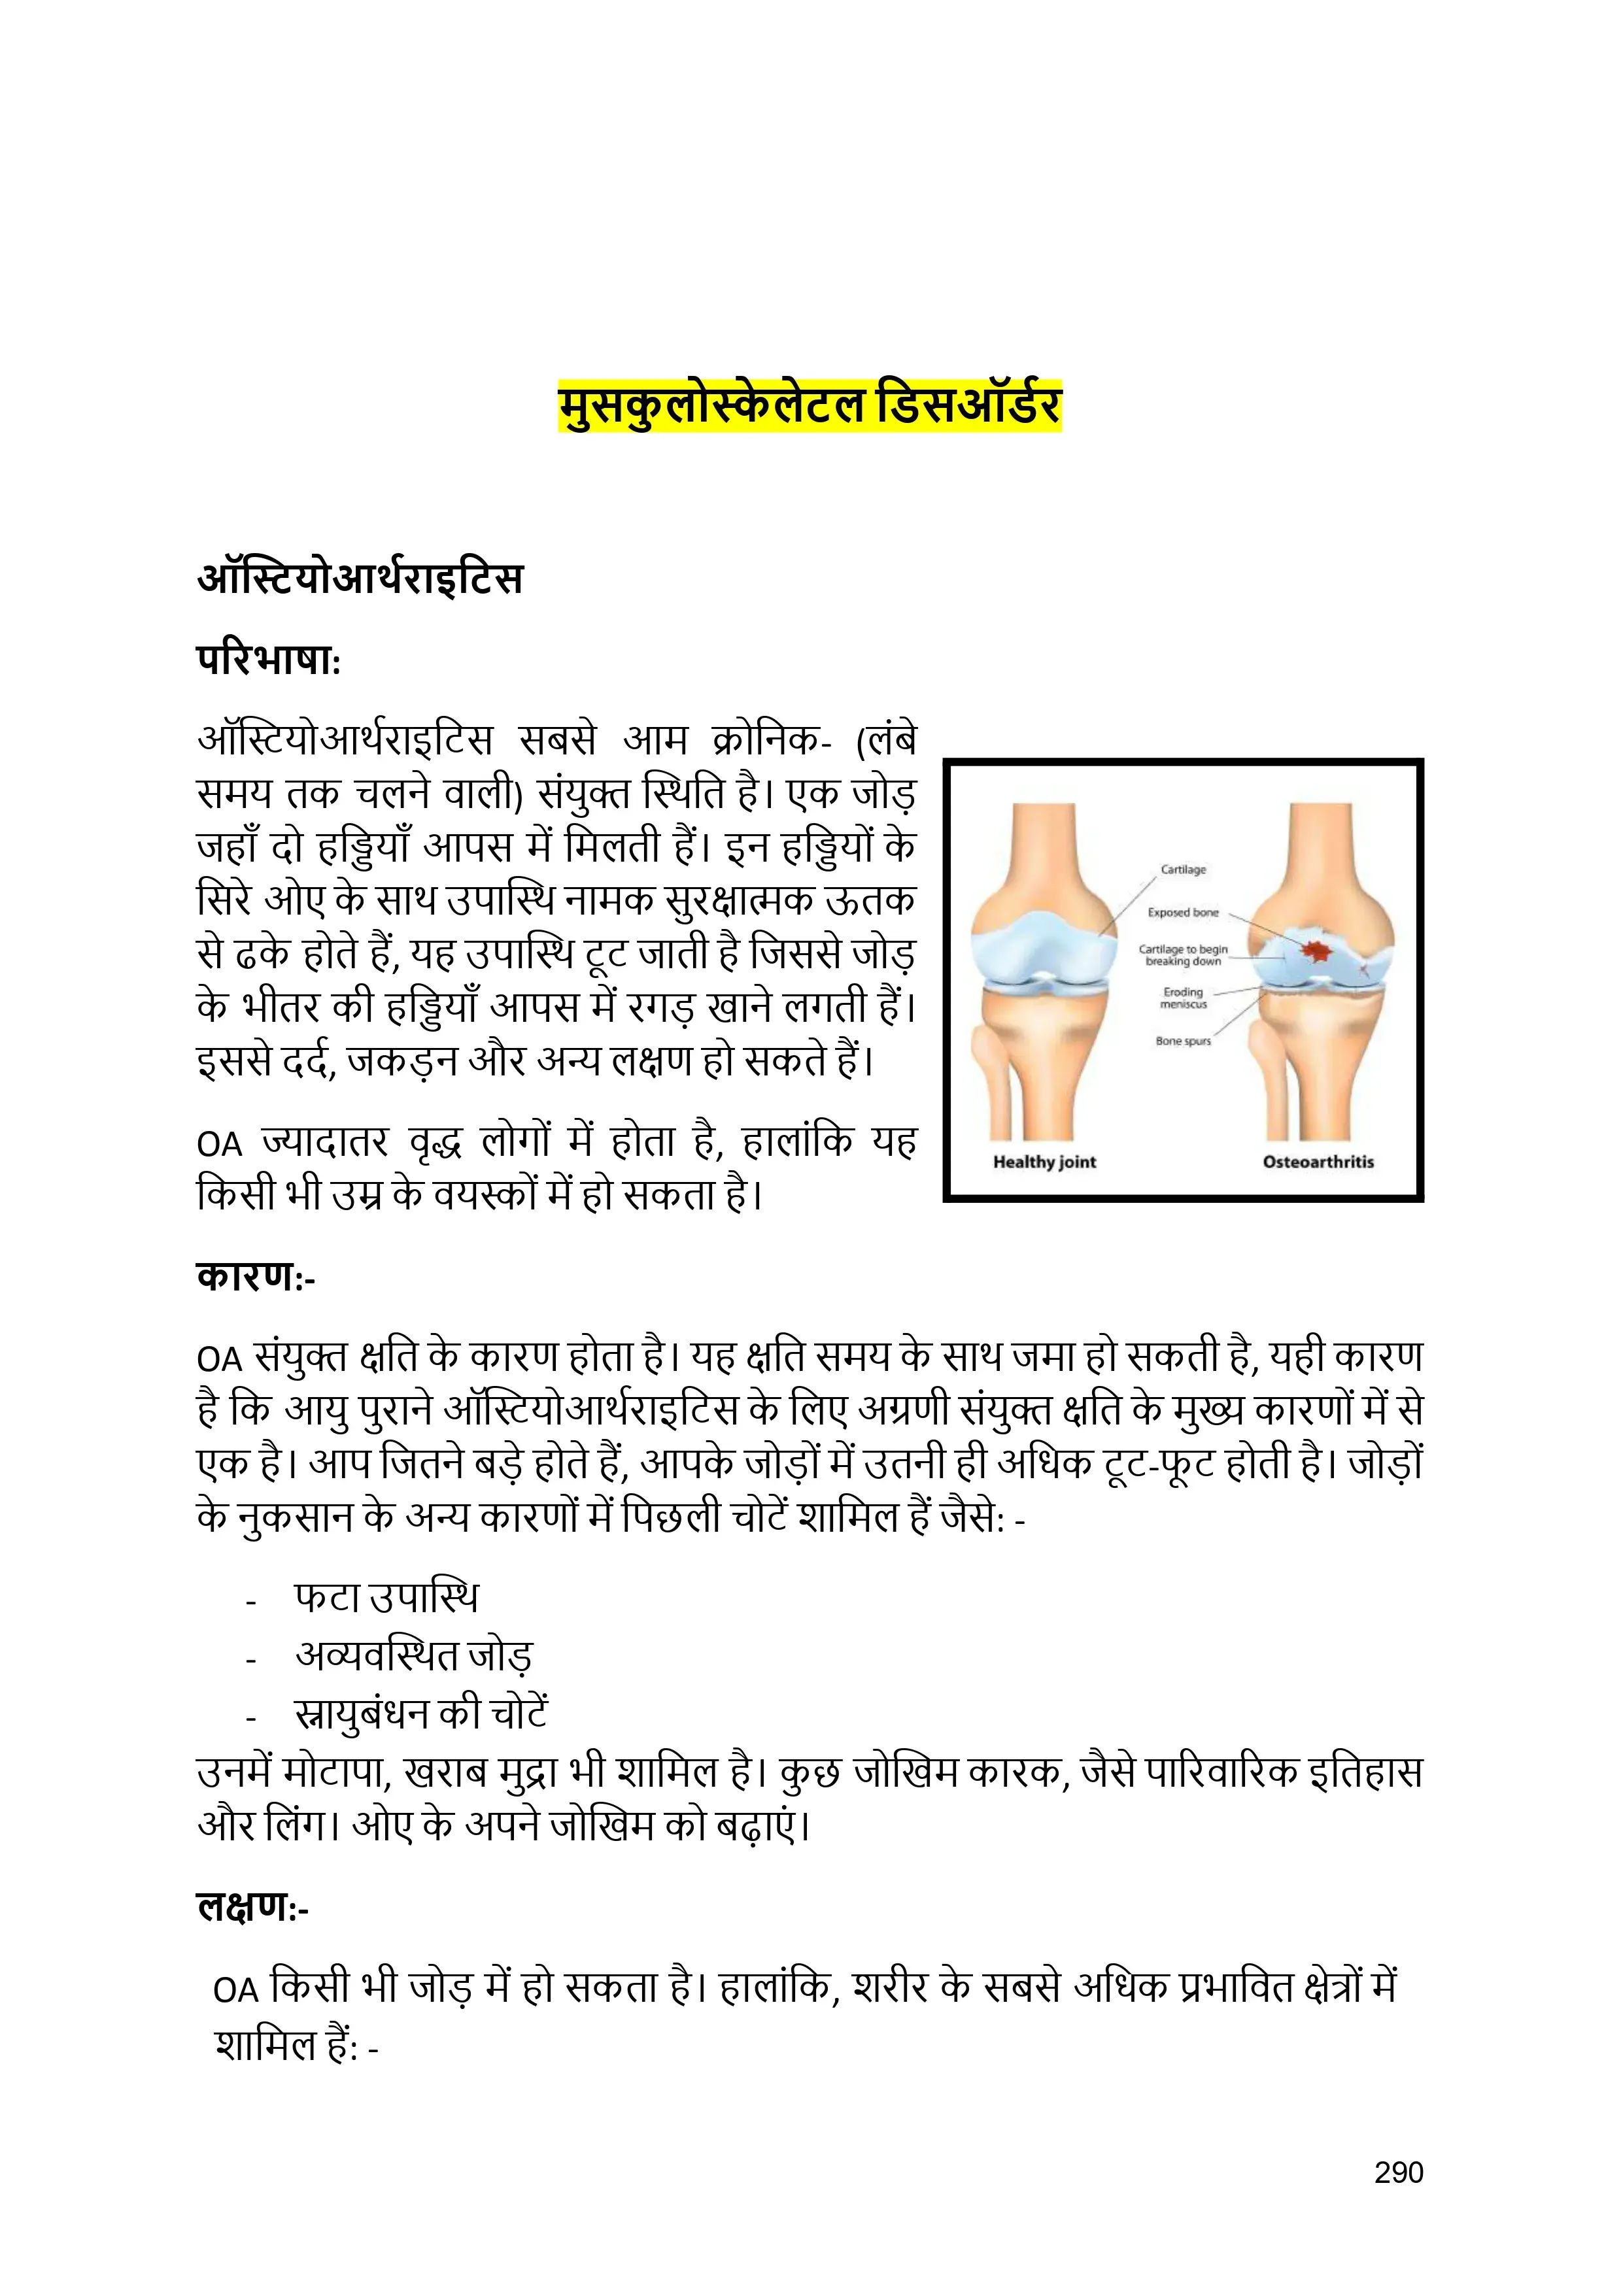 मुसकुलोस्केलेटल डिसऑर्डर
ऑस्टियोआर्थराइटिस
परिभाषा:
ऑस्टियोआर्थराइटिस सबसे आम क्रोनिक- (लंबे
समय तक चलने वाली) संयुक्त स्थिति है। एक जोड़
जहाँ दो हड्डियाँ आपस में मिलती हैं। इन हड्डियों के
सिरे ओए के साथ उपास्थि नामक सुरक्षात्मक ऊतक
से ढके होते हैं, यह उपास्थि टूट जाती है जिससे जोड़
के भीतर की हड्डियाँ आपस में रगड़ खाने लगती हैं।
इससे दर्द, जकड़न और अन्य लक्षण हो सकते हैं।
OA ज्यादातर वृद्ध लोगों में होता है, हालांकि यह
किसी भी उम्र के वयस्कों में हो सकता है।
Cartilage
Exposed bone
Cartilage to begin
breaking down
Eroding
meniscus
Bone spurs
Healthy joint
Osteoarthritis
कारण:-
OA संयुक्त क्षति के कारण होता है। यह क्षति समय के साथ जमा हो सकती है, यही कारण
है कि आयु पुराने ऑस्टियोआर्थराइटिस के लिए अग्रणी संयुक्त क्षति के मुख्य कारणों में से
एक है। आप जितने बड़े होते हैं, आपके जोड़ों में उतनी ही अधिक टूट-फूट होती है। जोड़ों
के नुकसान के अन्य कारणों में पिछली चोटें शामिल हैं जैसे: -
- फटा उपास्थि
- अव्यवस्थित जोड़
- स्नायुबंधन की चोटें
उनमें मोटापा, खराब मुद्रा भी शामिल है। कुछ जोखिम कारक, जैसे पारिवारिक इतिहास
और लिंग। ओए के अपने जोखिम को बढ़ाएं।
लक्षण:-
OA किसी भी जोड़ में हो सकता है। हालांकि, शरीर के सबसे अधिक प्रभावित क्षेत्रों में
शामिल हैं: -
290